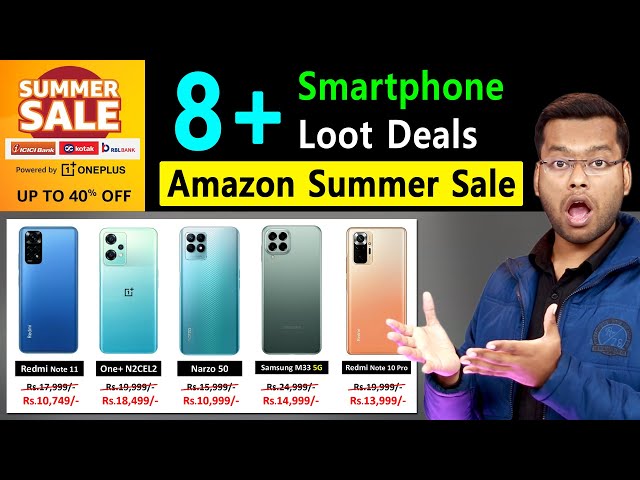 SUMMER
SALE
ICICI Bank
kotak
RBLBANK
Powered by 1+ ONEPLUS
UP TO 40% OFF
8+
Smartphone
Loot Deals
Amazon Summer Sale
Redmi Note 11
Rs.17,999/-
Rs.10,749/-
One+ N2CEL2
Rs.19,999/-
Rs.18,499/-
Narzo 50
Rs.15,999/-
Rs.10,999/-
Samsung M33 5G
Rs.24,999/-
Rs.14,999/-
Redmi Note 10 Pro
Rs.19,999/-
Rs.13,999/-